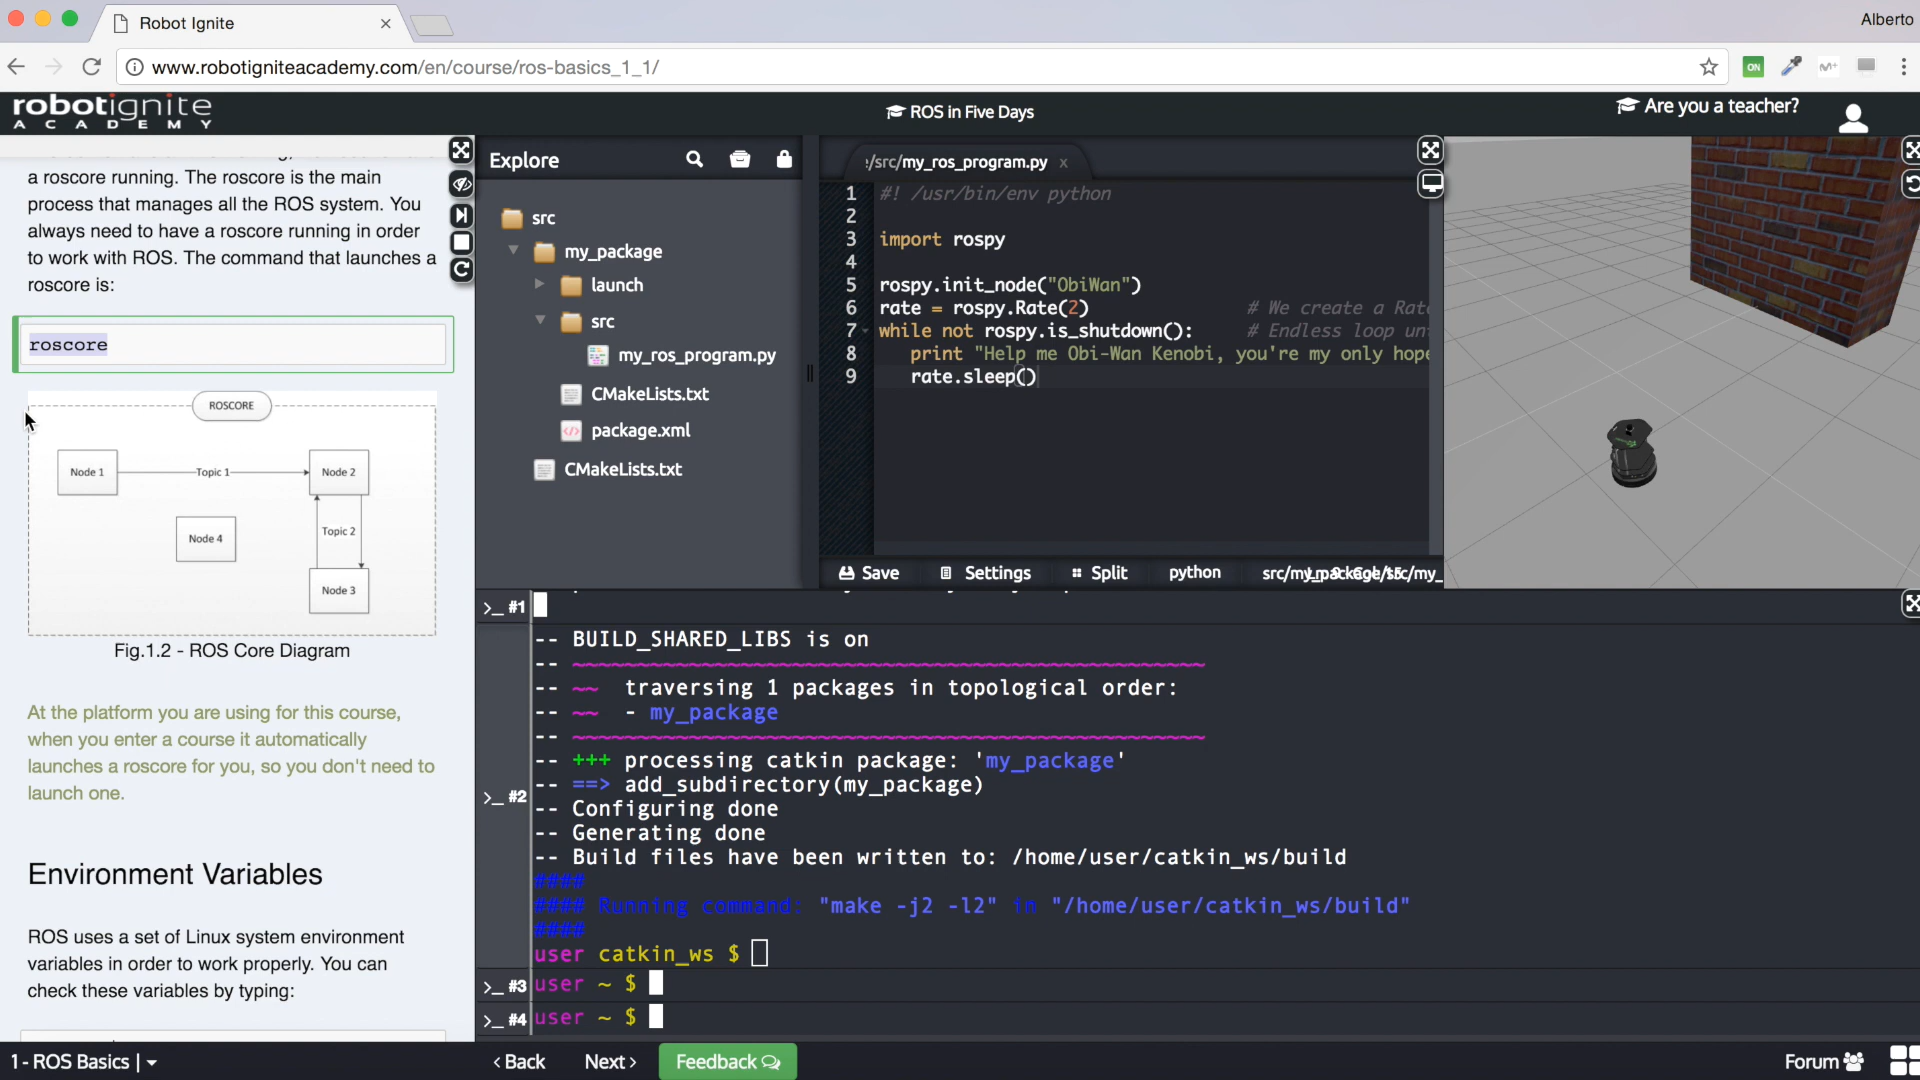 Robot Ignite
Alberto
www.robotigniteacademy.com/en/course/ros-basics_1_1/
robotignite
ACADEMY
ROS in Five Days
Are you a teacher?
a roscore running. The roscore is the main
process that manages all the ROS system. You
always need to have a roscore running in order
to work with ROS. The command that launches a
roscore is:
roscore
ROSCORE
Node 1
Topic 1
Node 2
Node 4
Topic 2
Node 3
Fig.1.2 - ROS Core Diagram
At the platform you are using for this course,
when you enter a course it automatically
launches a roscore for you, so you don't need to
launch one.
Environment Variables
ROS uses a set of Linux system environment
variables in order to work properly. You can
check these variables by typing:
Explore
src
my_package
launch
src
my_ros_program.py
CMakeLists.txt
package.xml
CMakeLists.txt
/src/my_ros_program.py x
1 #! /usr/bin/env python
2
3 import rospy
4
5 rospy.init_node("ObiWan")
6 rate = rospy.Rate(2) # We create a Rat
7 while not rospy.is_shutdown(): # Endless loop un
8 print "Help me Obi-Wan Kenobi, you're my only hope
9 rate.sleep()
Save Settings Split python
>_ #1
-- BUILD_SHARED_LIBS is on
-- ~~~~~~~~~~~~~~~~~~~~~~~~~~~~~~~~~~~~~~~~~~~~~~~~~
-- ~~ traversing 1 packages in topological order:
-- ~~ - my_package
-- ~~~~~~~~~~~~~~~~~~~~~~~~~~~~~~~~~~~~~~~~~~~~~~~~~
-- +++ processing catkin package: 'my_package'
>_ #2
-- ==> add_subdirectory(my_package)
-- Configuring done
-- Generating done
-- Build files have been written to: /home/user/catkin_ws/build
####
#### Running command: "make -j2 -l2" in "/home/user/catkin_ws/build"
####
user catkin_ws $
>_ #3 user ~ $
>_ #4 user ~ $
1 - ROS Basics |
< Back
Next >
Feedback
Forum
ON